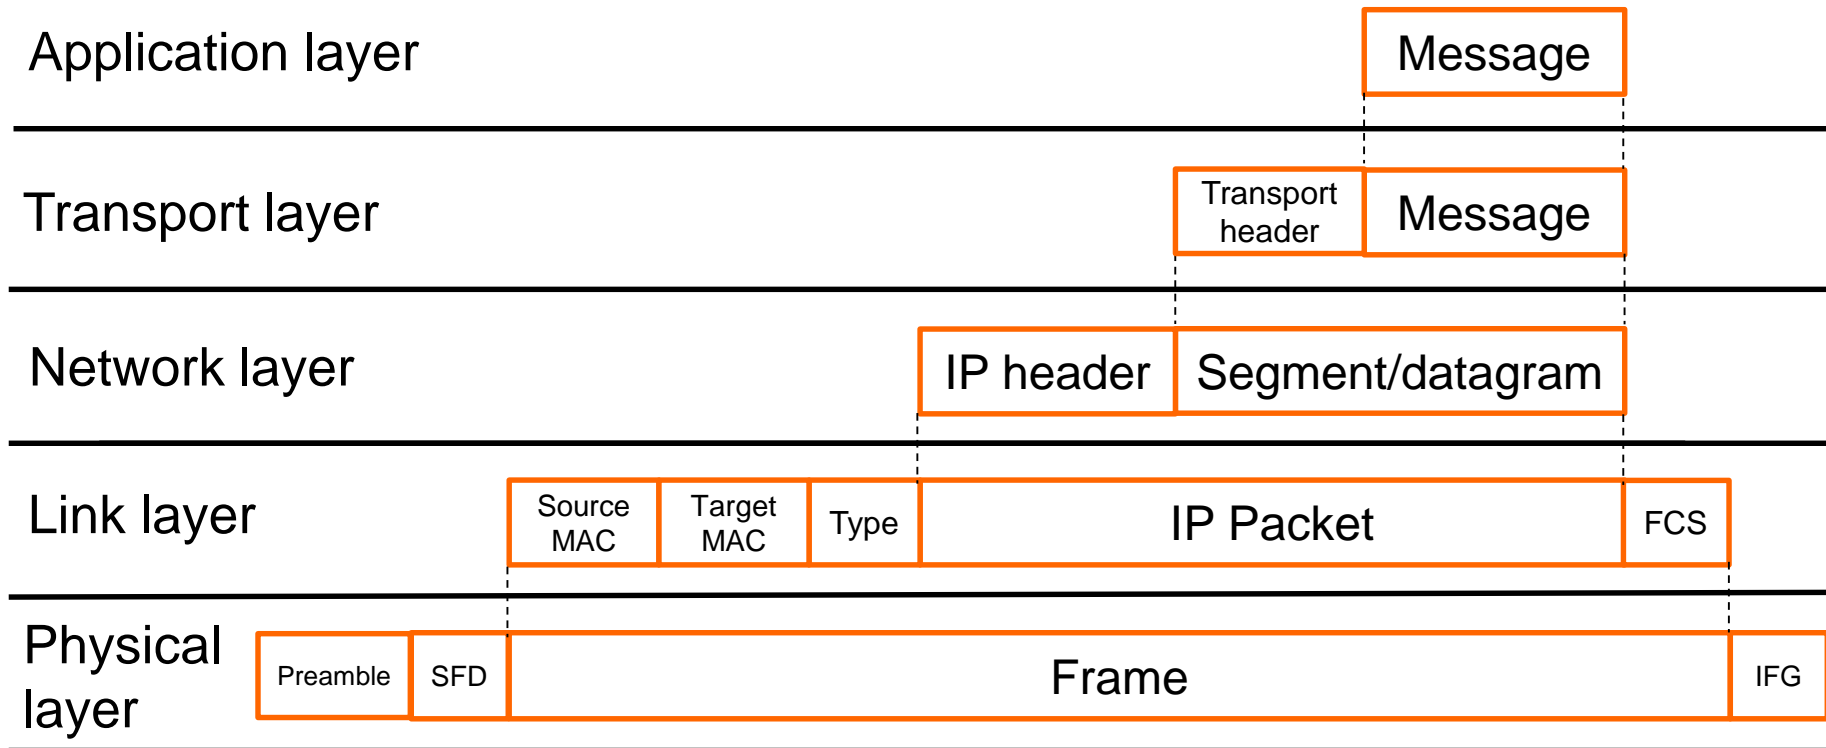 Application layer
Message
Transport layer
Transport
header
Message
Network layer
IP header
Segment/datagram
Link layer
Source
MAC
Target
MAC
Type
IP Packet
FCS
Physical
layer
Preamble
SFD
Frame
IFG